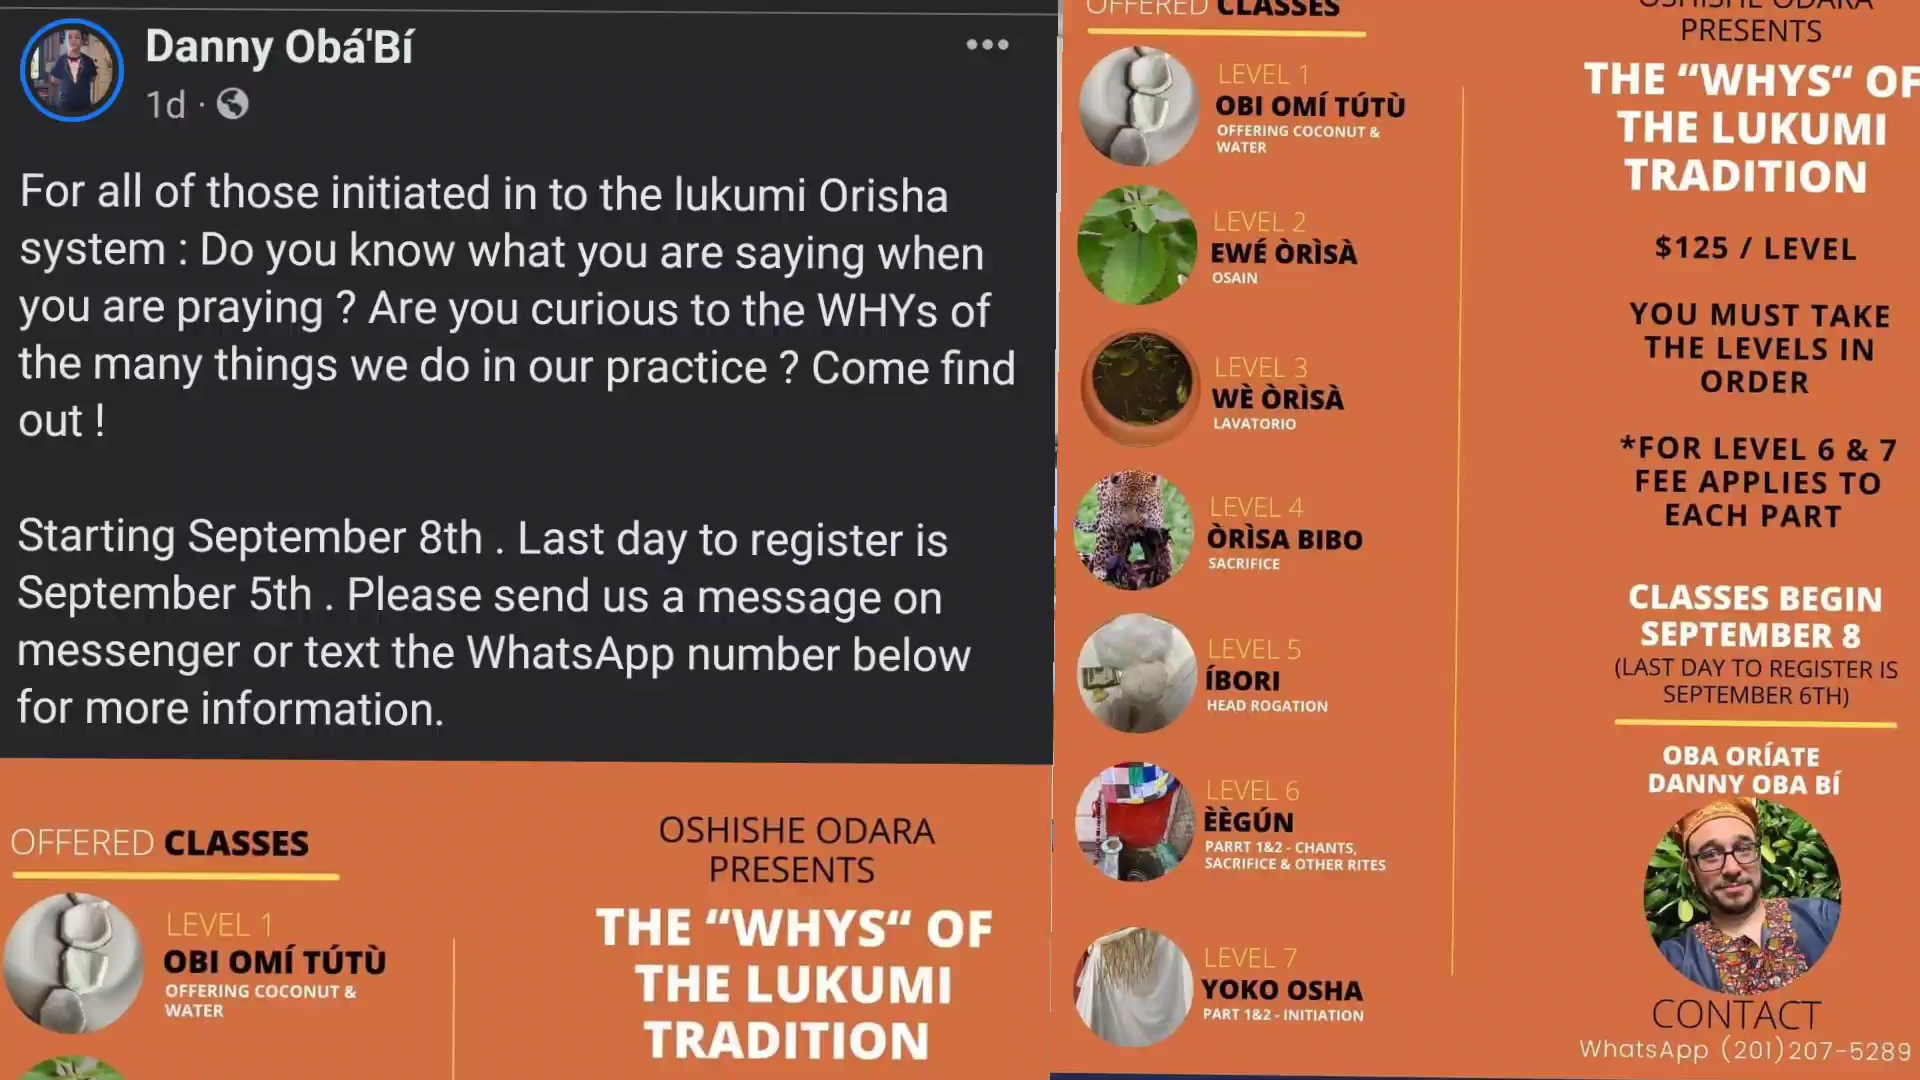 Danny Obá'Bí
1d ·
For all of those initiated in to the lukumi Orisha
system : Do you know what you are saying when
you are praying ? Are you curious to the WHYs of
the many things we do in our practice ? Come find
out !
Starting September 8th . Last day to register is
September 5th . Please send us a message on
messenger or text the WhatsApp number below
for more information.
OFFERED CLASSES
LEVEL 1
OBI OMÍ TÚTÙ
OFFERING COCONUT &
WATER
OSHISHE ODARA
PRESENTS
THE “WHYS“ OF
THE LUKUMI
TRADITION
OFFERED CLASSES
LEVEL 1
OBI OMÍ TÚTÙ
OFFERING COCONUT &
WATER
LEVEL 2
EWÉ ÒRÌSÀ
OSAIN
LEVEL 3
WÈ ÒRÌSÀ
LAVATORIO
LEVEL 4
ÒRÌSA BIBO
SACRIFICE
LEVEL 5
ÍBORI
HEAD ROGATION
LEVEL 6
ÈÈGÚN
PARRT 1&2 - CHANTS,
SACRIFICE & OTHER RITES
LEVEL 7
YOKO OSHA
PART 1&2 - INITIATION
OSHISHE ODARA
PRESENTS
THE “WHYS“ OF
THE LUKUMI
TRADITION
$125 / LEVEL
YOU MUST TAKE
THE LEVELS IN
ORDER
*FOR LEVEL 6 & 7
FEE APPLIES TO
EACH PART
CLASSES BEGIN
SEPTEMBER 8
(LAST DAY TO REGISTER IS
SEPTEMBER 6TH)
OBA ORÍATE
DANNY OBA BÍ
CONTACT
WhatsApp (201)207-5289